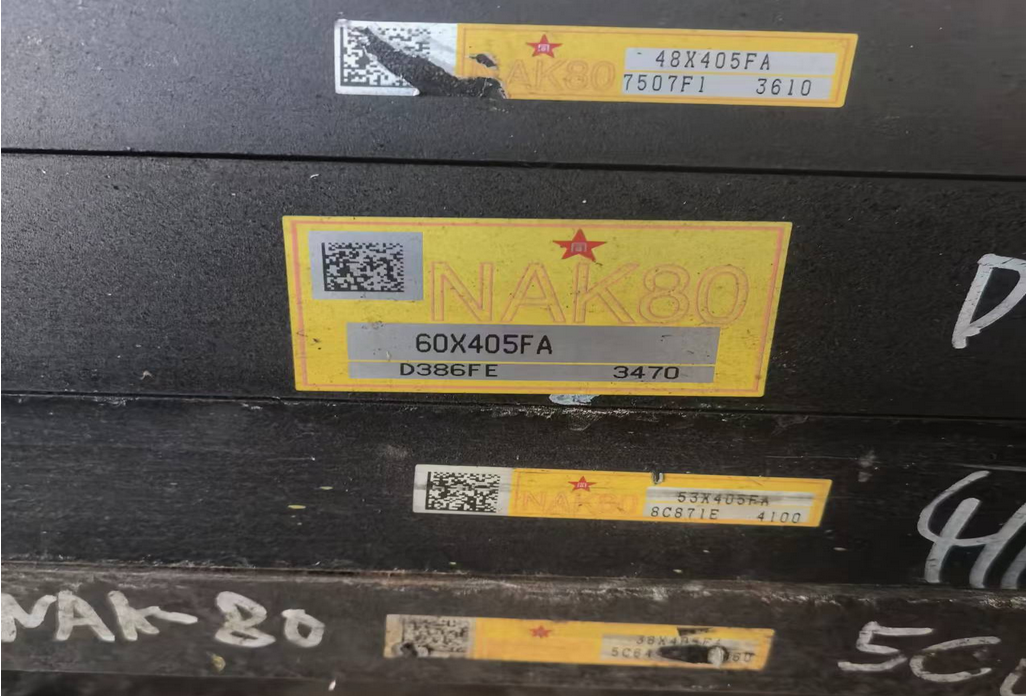 NAK80
48X405FA
7507F1 3610
NAK80
60X405FA
D386FE 3470
D
NAK80
53X405FA
8C871E 4100
NAK-80